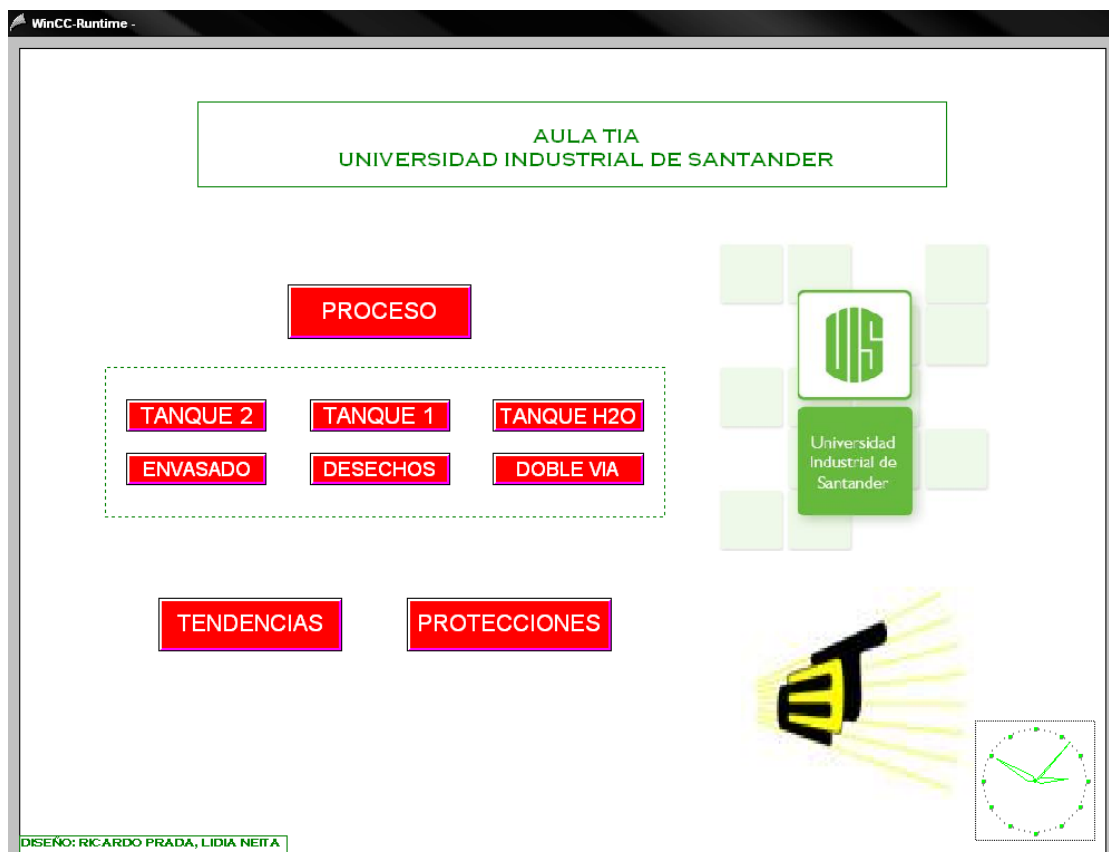 WinCC-Runtime -
AULA TIA
UNIVERSIDAD INDUSTRIAL DE SANTANDER
PROCESO
TANQUE 2
TANQUE 1
TANQUE H2O
ENVASADO
DESECHOS
DOBLE VIA
UIS
Universidad
Industrial de
Santander
TENDENCIAS
PROTECCIONES
DISEÑO: RICARDO PRADA, LIDIA NEITA